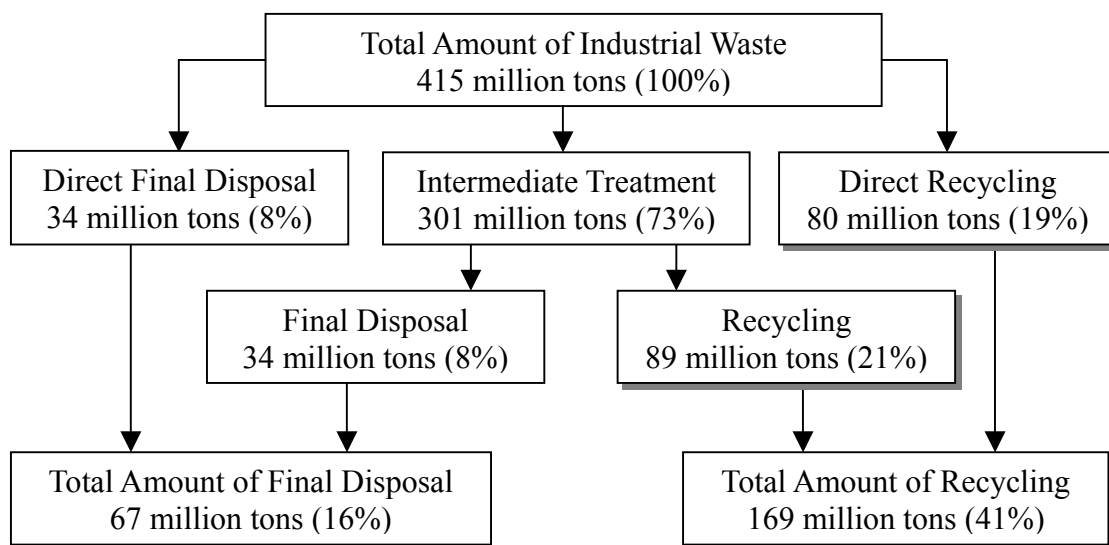 Total Amount of Industrial Waste
415 million tons (100%)
Direct Final Disposal
34 million tons (8%)
Intermediate Treatment
301 million tons (73%)
Direct Recycling
80 million tons (19%)
Final Disposal
34 million tons (8%)
Recycling
89 million tons (21%)
Total Amount of Final Disposal
67 million tons (16%)
Total Amount of Recycling
169 million tons (41%)